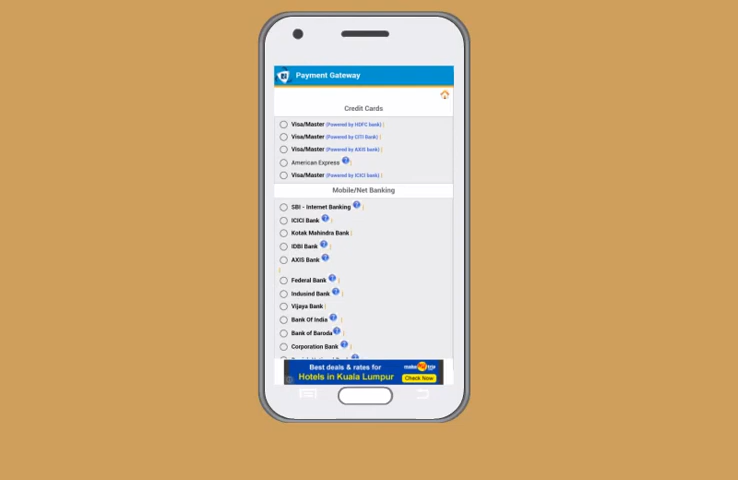 Payment Gateway
Credit Cards
Visa/Master (Powered by HDFC bank) |
Visa/Master (Powered by CITI Bank) |
Visa/Master (Powered by AXIS bank) |
American Express |
Visa/Master (Powered by ICICI bank) |
Mobile/Net Banking
SBI - Internet Banking |
ICICI Bank |
Kotak Mahindra Bank |
IDBI Bank |
AXIS Bank
|
Federal Bank |
Indusind Bank |
Vijaya Bank |
Bank Of India |
Bank of Baroda |
Corporation Bank |
Best deals & rates for
Hotels in Kuala Lumpur
make my trip
Check Now